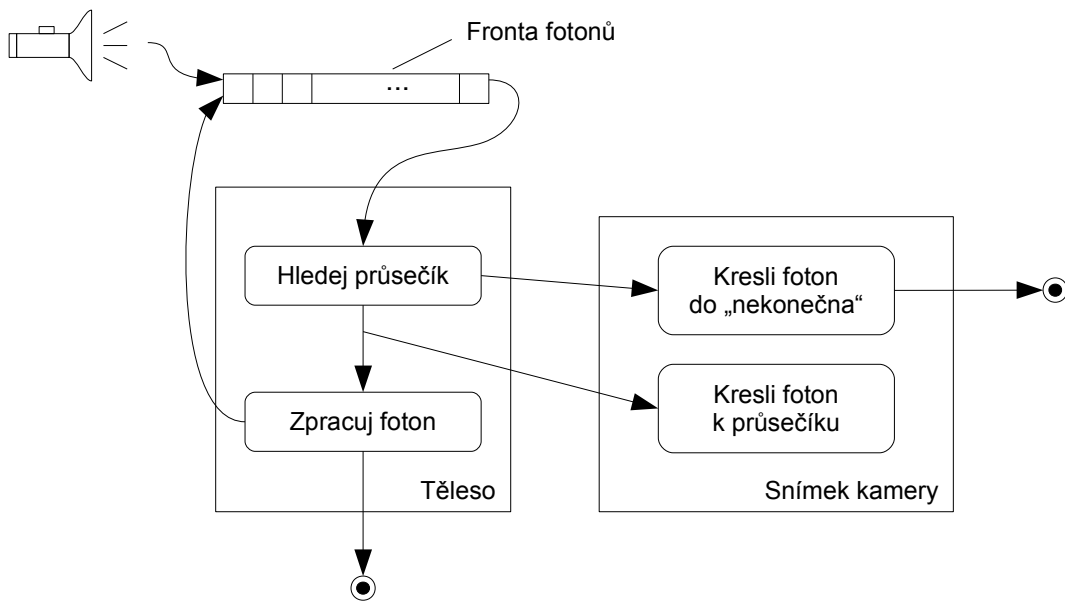 Fronta fotonů
...
Hledej průsečík
Kresli foton
do „nekonečna“
Kresli foton
k průsečíku
Zpracuj foton
Těleso
Snímek kamery